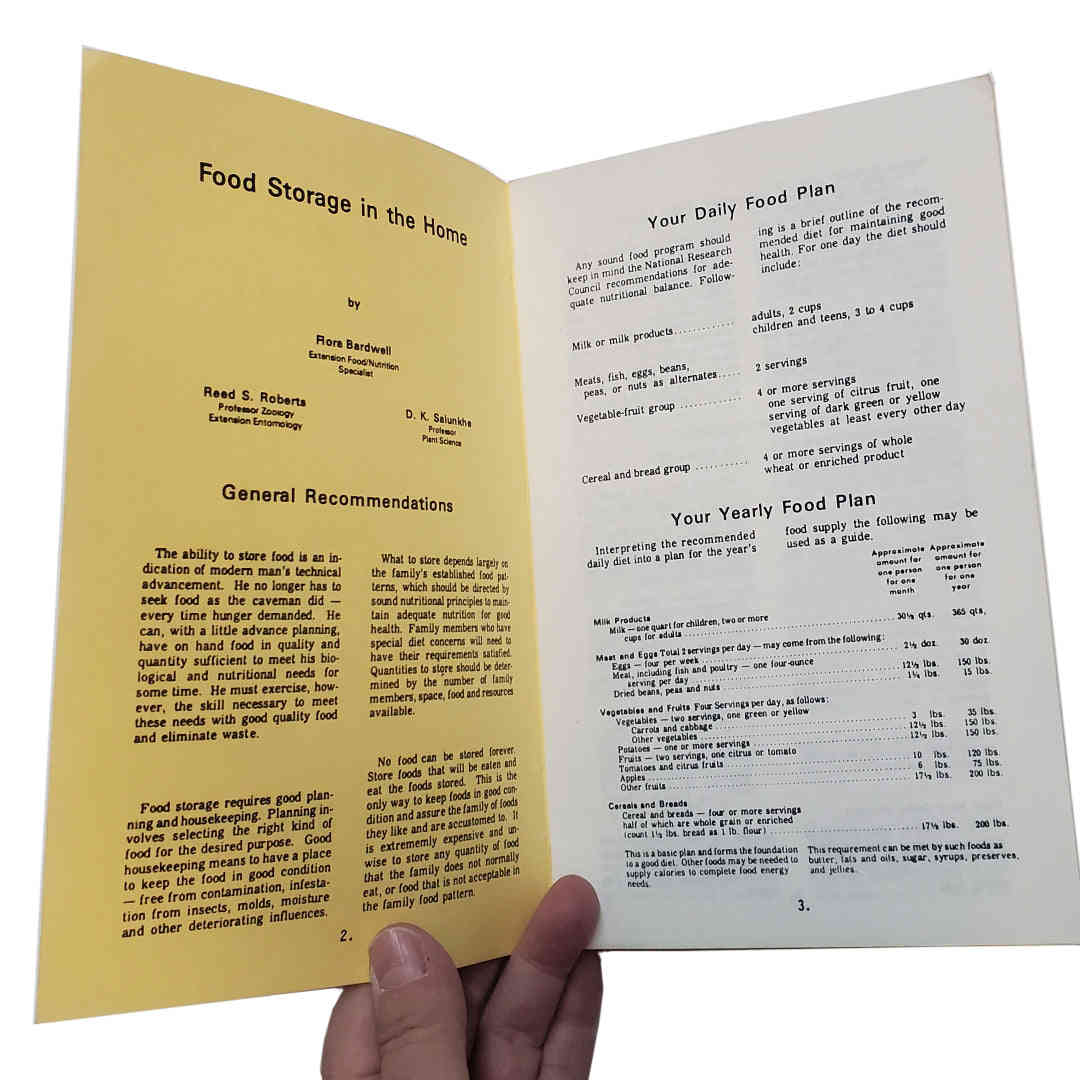 Food Storage in the Home
by
Flora Bardwell
Extension Food/Nutrition
Specialist
Reed S. Roberts
Professor Zoology
Extension Entomology
D. K. Salunkhe
Professor
Plant Science
General Recommendations
The ability to store food is an in-
dication of modern man's technical
advancement. He no longer has to
seek food as the caveman did —
every time hunger demanded. He
can, with a little advance planning,
have on hand food in quality and
quantity sufficient to meet his bio-
logical and nutritional needs for
some time. He must exercise, how-
ever, the skill necessary to meet
these needs with good quality food
and eliminate waste.
Food storage requires good plan-
ning and housekeeping. Planning in-
volves selecting the right kind of
food for the desired purpose. Good
housekeeping means to have a place
to keep the food in good condition
— free from contamination, infesta-
tion from insects, molds, moisture
and other deteriorating influences.
What to store depends largely on
the family's established food pat-
terns, which should be directed by
sound nutritional principles to main-
tain adequate nutrition for good
health. Family members who have
special diet concerns will need to
have their requirements satisfied.
Quantities to store should be deter-
mined by the number of family
members, space, food and resources
available.
No food can be stored forever.
Store foods that will be eaten and
eat the foods stored. This is the
only way to keep foods in good con-
dition and assure the family of foods
they like and are accustomed to. It
is extrememly expensive and un-
wise to store any quantity of food
that the family does not normally
eat, or food that is not acceptable in
the family food pattern.
2.
Your Daily Food Plan
Any sound food program should
keep in mind the National Research
Council recommendations for ade-
quate nutritional balance. Follow-
ing is a brief outline of the recom-
mended diet for maintaining good
health. For one day the diet should
include:
Milk or milk products............. adults, 2 cups
children and teens, 3 to 4 cups
Meats, fish, eggs, beans,
peas, or nuts as alternates..... 2 servings
Vegetable-fruit group ............. 4 or more servings
one serving of citrus fruit, one
serving of dark green or yellow
vegetables at least every other day
Cereal and bread group ........... 4 or more servings of whole
wheat or enriched product
Your Yearly Food Plan
Interpreting the recommended
daily diet into a plan for the year's
food supply the following may be
used as a guide.
Approximate Approximate
amount for amount for
one person one person
for one for one
month year
Milk Products
Milk — one quart for children, two or more
cups for adults ........ 30½ qts. 365 qts.
Meat and Eggs Total 2 servings per day — may come from the following:
Eggs — four per week ........ 2½ doz. 30 doz.
Meat, including fish and poultry — one four-ounce
serving per day ........ 12½ lbs. 150 lbs.
Dried beans, peas and nuts ........ 1¼ lbs. 15 lbs.
Vegetables and Fruits Four Servings per day, as follows:
Vegetables — two servings, one green or yellow
Carrots and cabbage ........ 3 lbs. 35 lbs.
Other vegetables ........ 12½ lbs. 150 lbs.
Potatoes — one or more servings ........ 12½ lbs. 150 lbs.
Fruits — two servings, one citrus or tomato
Tomatoes and citrus fruits ........ 10 lbs. 120 lbs.
Apples ........ 6 lbs. 75 lbs.
Other fruits ........ 17½ lbs. 200 lbs.
Cereals and Breads
Cereal and breads — four or more servings
half of which are whole grain or enriched
(count 1½ lbs. bread as 1 lb. flour) ........ 17½ lbs. 200 lbs.
This is a basic plan and forms the foundation
to a good diet. Other foods may be needed to
supply calories to complete food energy
needs.
This requirement can be met by such foods as
butter, fats and oils, sugar, syrups, preserves,
and jellies.
3.